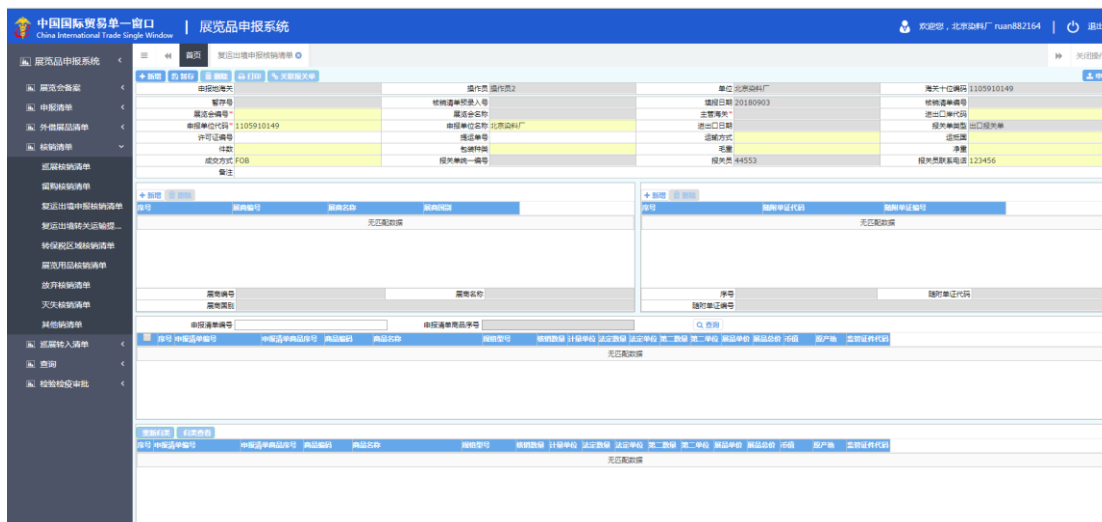 中国国际贸易单一窗口 | 展览品申报系统 欢迎您，北京染料厂 ruan882164 | 退出
China International Trade Single Window
展览品申报系统 首页 复运出境申报核销清单 关闭操作
新增 暂存 删除 打印 关联报关单
展览会备案
申报清单
外借展品清单
核销清单
巡展核销清单
留购核销清单
复运出境申报核销清单
复运出境转关运输提...
转保税区域核销清单
展览用品核销清单
放弃核销清单
灭失核销清单
其他销清单
巡展转入清单
查询
检验检疫审批
申报地海关 操作员 操作员2 单位 北京染料厂 海关十位编码 1105910149
暂存号 核销清单预录入号 填报日期 20180903 核销清单编号
展览会编号* 展览会名称 主管海关* 进出口岸代码
申报单位代码* 1105910149 申报单位名称 北京染料厂 进出口日期 报关单类型 出口报关单
许可证编号 提运单号 运输方式 运抵国
件数 包装种类 毛重 净重
成交方式 FOB 报关单统一编号 报关员 44553 报关员联系电话 123456
备注
新增 删除
序号 展商编号 展商名称 展商国别
无匹配数据
展商编号 展商名称
展商国别
新增 删除
序号 随附单证代码 随附单证编号
无匹配数据
序号 随附单证代码
随附单证编号
申报清单编号 申报清单商品序号 查询
序号 申报清单编号 申报清单商品序号 商品编码 商品名称 规格型号 核销数量 计量单位 法定数量 法定单位 第二数量 第二单位 展品单价 展品总价 币值 原产地 监管证件代码
无匹配数据
重新归类 归类查看
序号 申报清单编号 申报清单商品序号 商品编码 商品名称 规格型号 核销数量 计量单位 法定数量 法定单位 第二数量 第二单位 展品单价 展品总价 币值 原产地 监管证件代码
无匹配数据